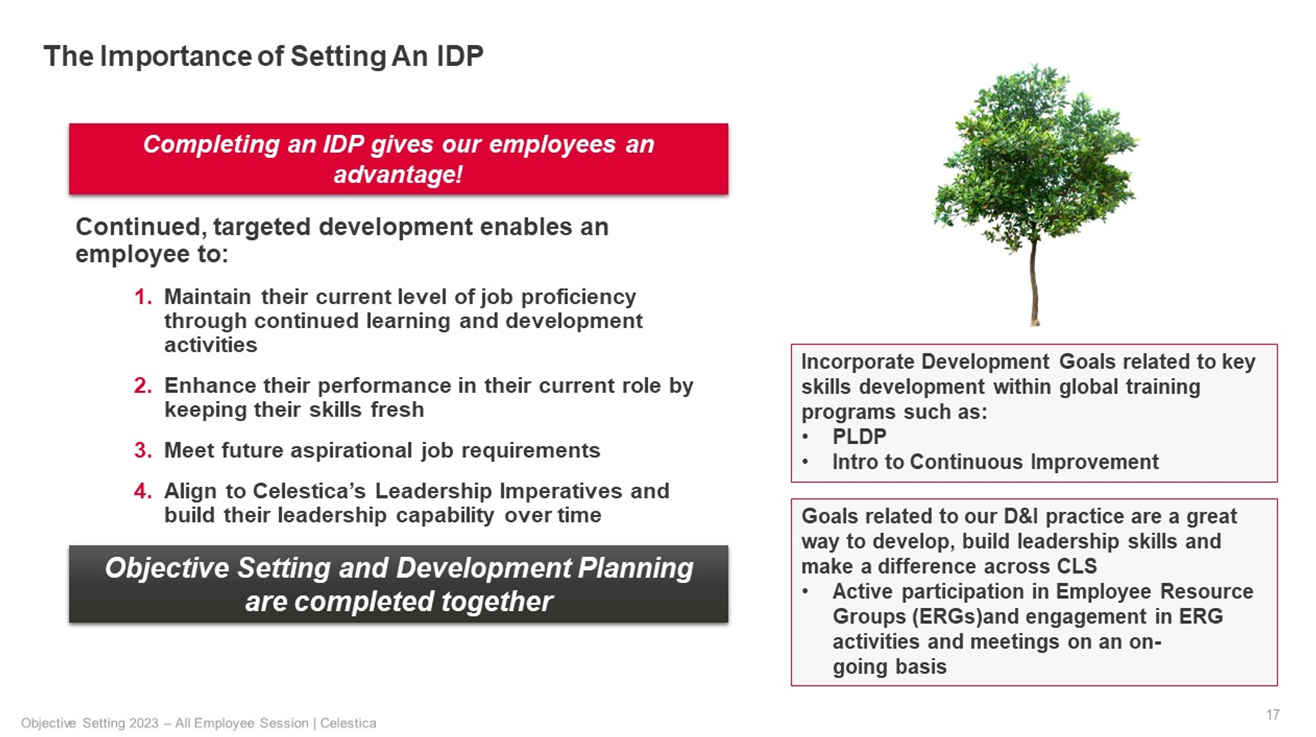 The Importance of Setting An IDP
Completing an IDP gives our employees an
advantage!
Continued, targeted development enables an
employee to:
1. Maintain their current level of job proficiency
through continued learning and development
activities
2. Enhance their performance in their current role by
keeping their skills fresh
3. Meet future aspirational job requirements
4. Align to Celestica’s Leadership Imperatives and
build their leadership capability over time
Objective Setting and Development Planning
are completed together
Incorporate Development Goals related to key
skills development within global training
programs such as:
• PLDP
• Intro to Continuous Improvement
Goals related to our D&I practice are a great
way to develop, build leadership skills and
make a difference across CLS
• Active participation in Employee Resource
Groups (ERGs)and engagement in ERG
activities and meetings on an on-
going basis
Objective Setting 2023 – All Employee Session | Celestica
17